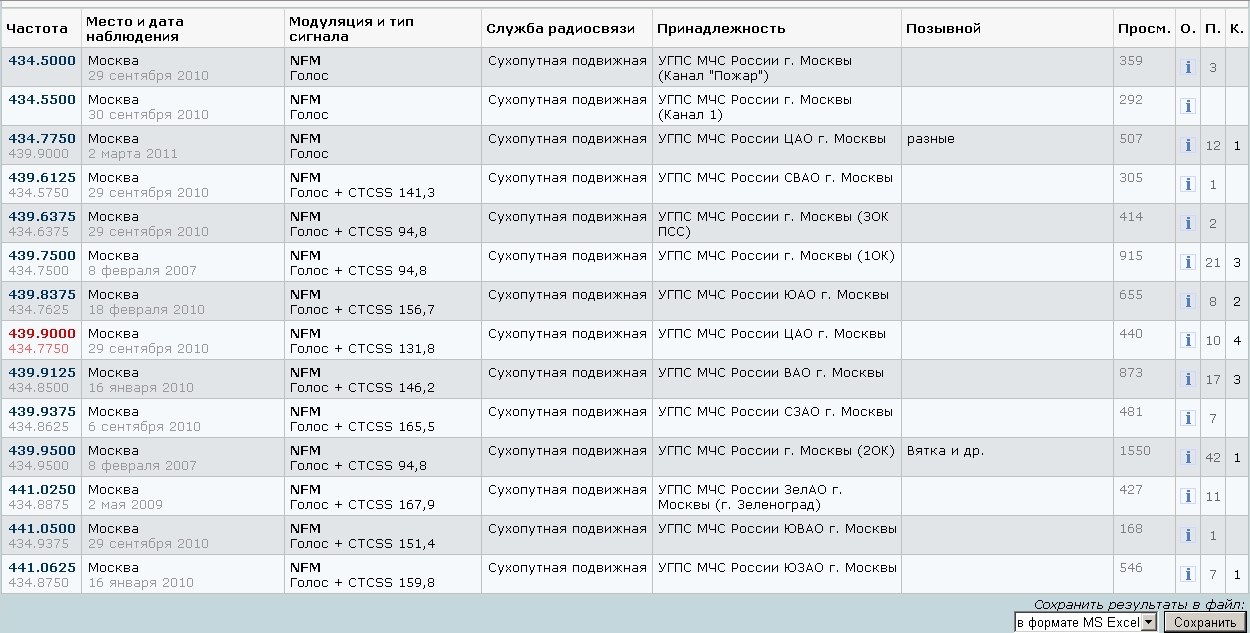 Частота Место и дата наблюдения Модуляция и тип сигнала Служба радиосвязи Принадлежность Позывной Просм. О. П. К.
434.5000 Москва NFM Сухопутная подвижная УГПС МЧС России г. Москвы 359 i 3
29 сентября 2010 Голос (Канал "Пожар")
434.5500 Москва NFM Сухопутная подвижная УГПС МЧС России г. Москвы 292 i
30 сентября 2010 Голос (Канал 1)
434.7750 Москва NFM Сухопутная подвижная УГПС МЧС России ЦАО г. Москвы разные 507 i 12 1
439.9000 2 марта 2011 Голос
439.6125 Москва NFM Сухопутная подвижная УГПС МЧС России СВАО г. Москвы 305 i 1
434.5750 29 сентября 2010 Голос + CTCSS 141,3
439.6375 Москва NFM Сухопутная подвижная УГПС МЧС России г. Москвы (ЗОК 414 i 2
434.6375 29 сентября 2010 Голос + CTCSS 94,8 ПСС)
439.7500 Москва NFM Сухопутная подвижная УГПС МЧС России г. Москвы (1ОК) 915 i 21 3
434.7500 8 февраля 2007 Голос + CTCSS 94,8
439.8375 Москва NFM Сухопутная подвижная УГПС МЧС России ЮАО г. Москвы 655 i 8 2
434.7625 18 февраля 2010 Голос + CTCSS 156,7
439.9000 Москва NFM Сухопутная подвижная УГПС МЧС России ЦАО г. Москвы 440 i 10 4
434.7750 29 сентября 2010 Голос + CTCSS 131,8
439.9125 Москва NFM Сухопутная подвижная УГПС МЧС России ВАО г. Москвы 873 i 17 3
434.8500 16 января 2010 Голос + CTCSS 146,2
439.9375 Москва NFM Сухопутная подвижная УГПС МЧС России СЗАО г. Москвы 481 i 7
434.8625 6 сентября 2010 Голос + CTCSS 165,5
439.9500 Москва NFM Сухопутная подвижная УГПС МЧС России г. Москвы (2ОК) Вятка и др. 1550 i 42 1
434.9500 8 февраля 2007 Голос + CTCSS 94,8
441.0250 Москва NFM Сухопутная подвижная УГПС МЧС России ЗелАО г. 427 i 11
434.8875 2 мая 2009 Голос + CTCSS 167,9 Москвы (г. Зеленоград)
441.0500 Москва NFM Сухопутная подвижная УГПС МЧС России ЮВАО г. Москвы 168 i 1
434.9375 29 сентября 2010 Голос + CTCSS 151,4
441.0625 Москва NFM Сухопутная подвижная УГПС МЧС России ЮЗАО г. Москвы 546 i 7 1
434.8750 16 января 2010 Голос + CTCSS 159,8
Сохранить результаты в файл:
в формате MS Excel Сохранить